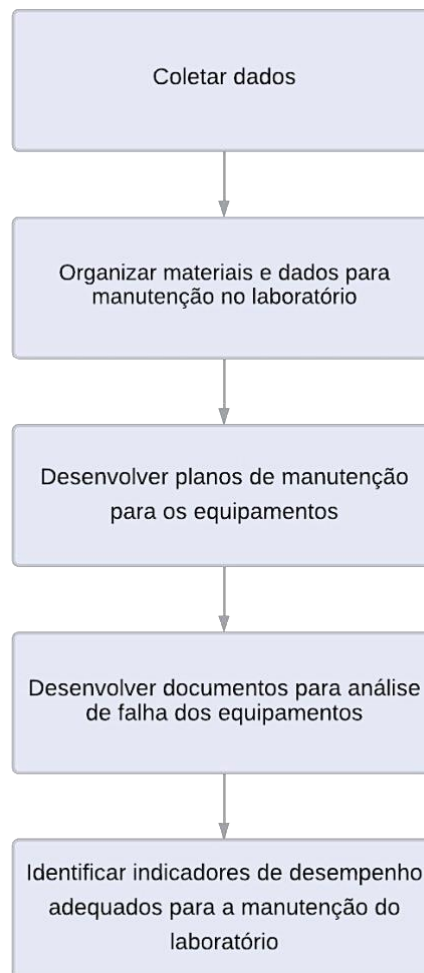 Coletar dados
Organizar materiais e dados para
manutenção no laboratório
Desenvolver planos de manutenção
para os equipamentos
Desenvolver documentos para análise
de falha dos equipamentos
Identificar indicadores de desempenho
adequados para a manutenção do
laboratório